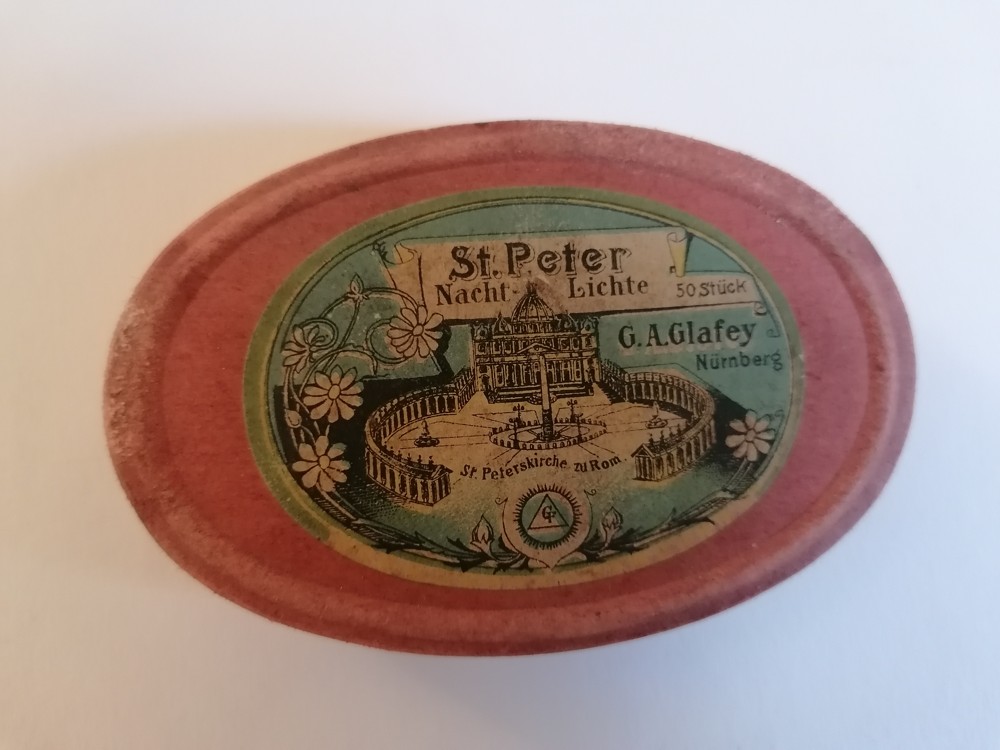 St. Peter
Nacht-Lichte 50 Stück
G.A.Glafey
Nürnberg
St. Peterskirche zu Rom.